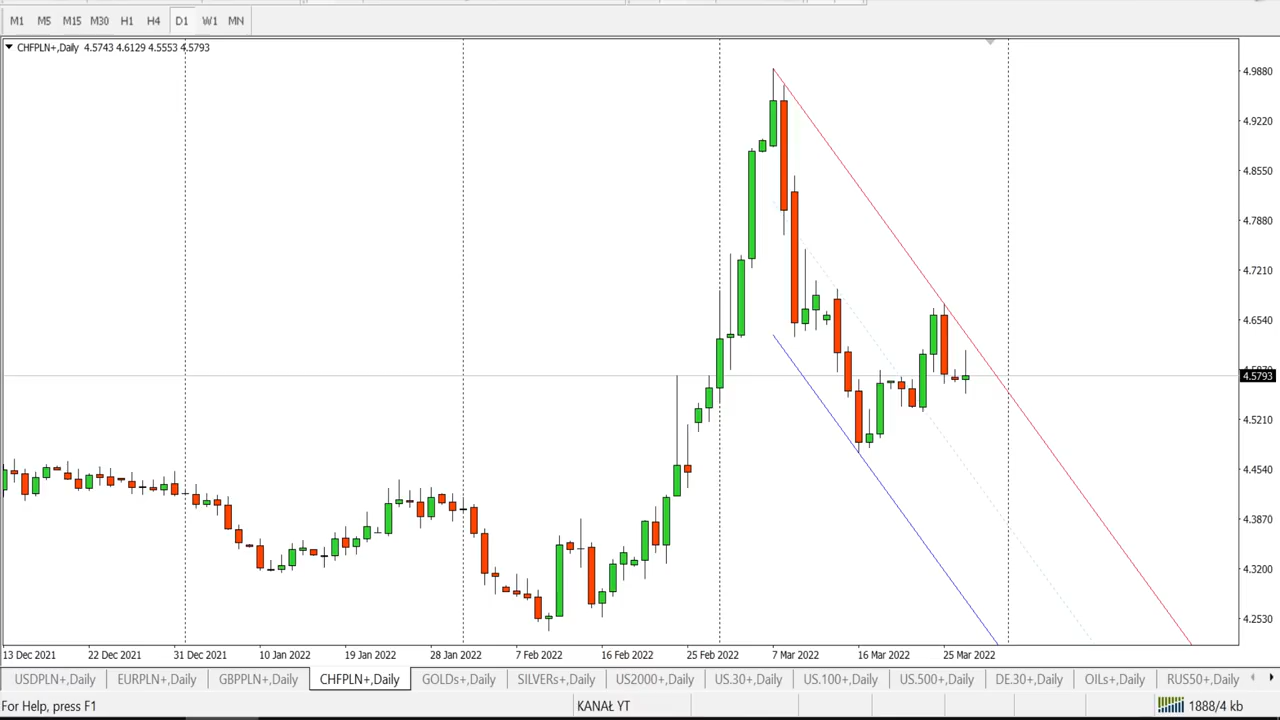 M1 M5 M15 M30 H1 H4 D1 W1 MN
CHFPLN+,Daily 4.5743 4.6129 4.5553 4.5793
4.9880
4.9220
4.8550
4.7880
4.7210
4.6540
4.5793
4.5210
4.4540
4.3870
4.3200
4.2530
13 Dec 2021 22 Dec 2021 31 Dec 2021 10 Jan 2022 19 Jan 2022 28 Jan 2022 7 Feb 2022 16 Feb 2022 25 Feb 2022 7 Mar 2022 16 Mar 2022 25 Mar 2022
USDPLN+,Daily EURPLN+,Daily GBPPLN+,Daily CHFPLN+,Daily GOLDs+,Daily SILVERs+,Daily US2000+,Daily US.30+,Daily US.100+,Daily US.500+,Daily DE.30+,Daily OILs+,Daily RUS50+,Daily
For Help, press F1 KANAŁ YT 1888/4 kb